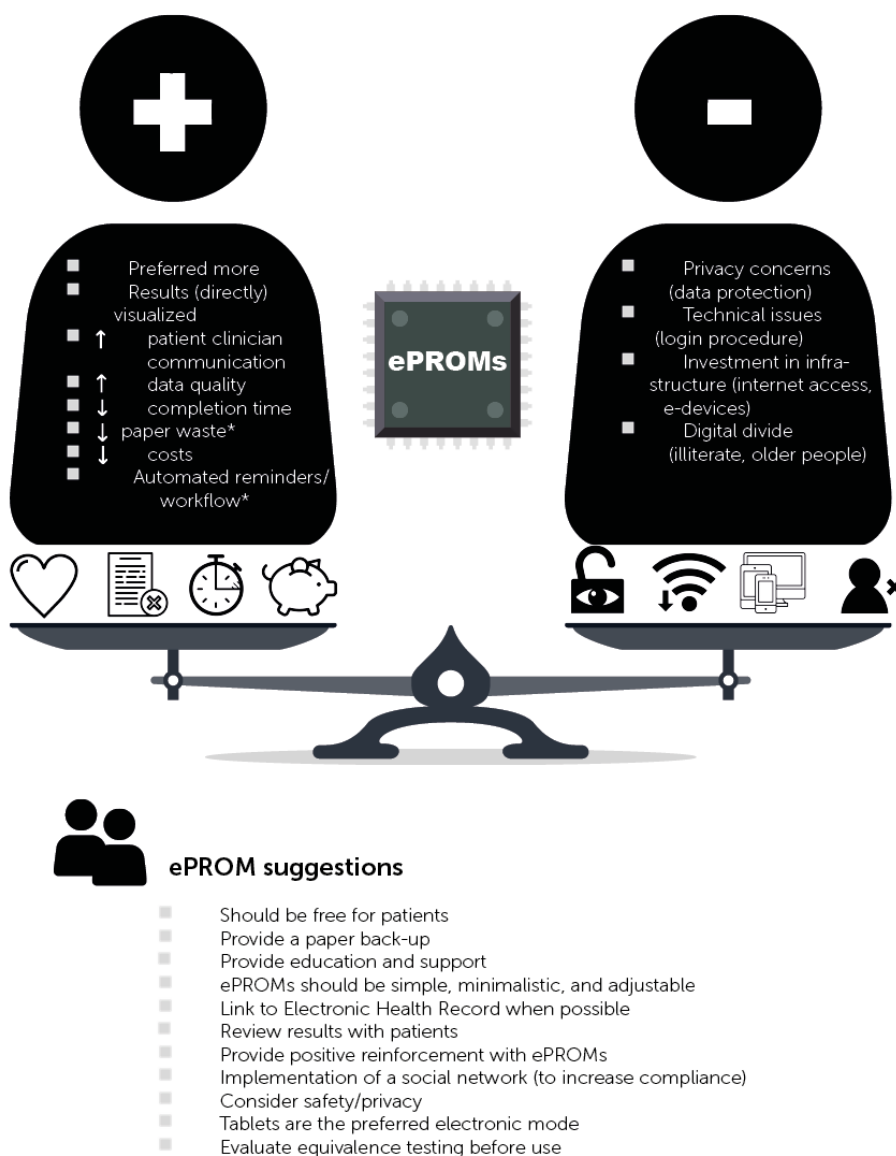 +
-
Preferred more
Results (directly)
visualized
↑ patient clinician
communication
↑ data quality
↓ completion time
↓ paper waste*
↓ costs
Automated reminders/
workflow*
ePROMs
Privacy concerns
(data protection)
Technical issues
(login procedure)
Investment in infra-
structure (internet access,
e-devices)
Digital divide
(illiterate, older people)
ePROM suggestions
Should be free for patients
Provide a paper back-up
Provide education and support
ePROMs should be simple, minimalistic, and adjustable
Link to Electronic Health Record when possible
Review results with patients
Provide positive reinforcement with ePROMs
Implementation of a social network (to increase compliance)
Consider safety/privacy
Tablets are the preferred electronic mode
Evaluate equivalence testing before use